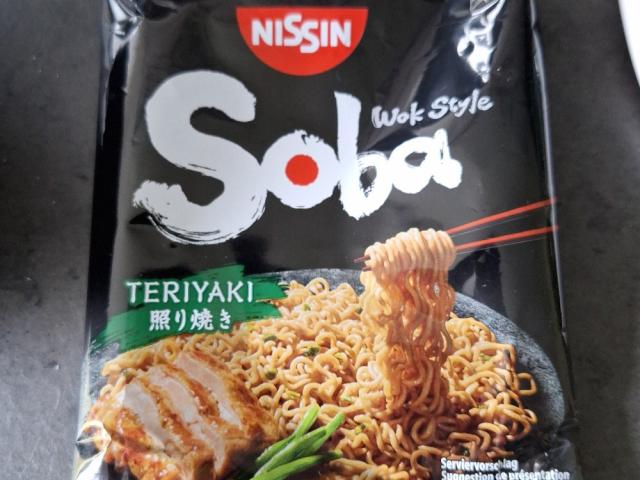 NISSIN
Soba
Wok Style
TERIYAKI
照り焼き
Serviervorschlag
Suggestion de présentation